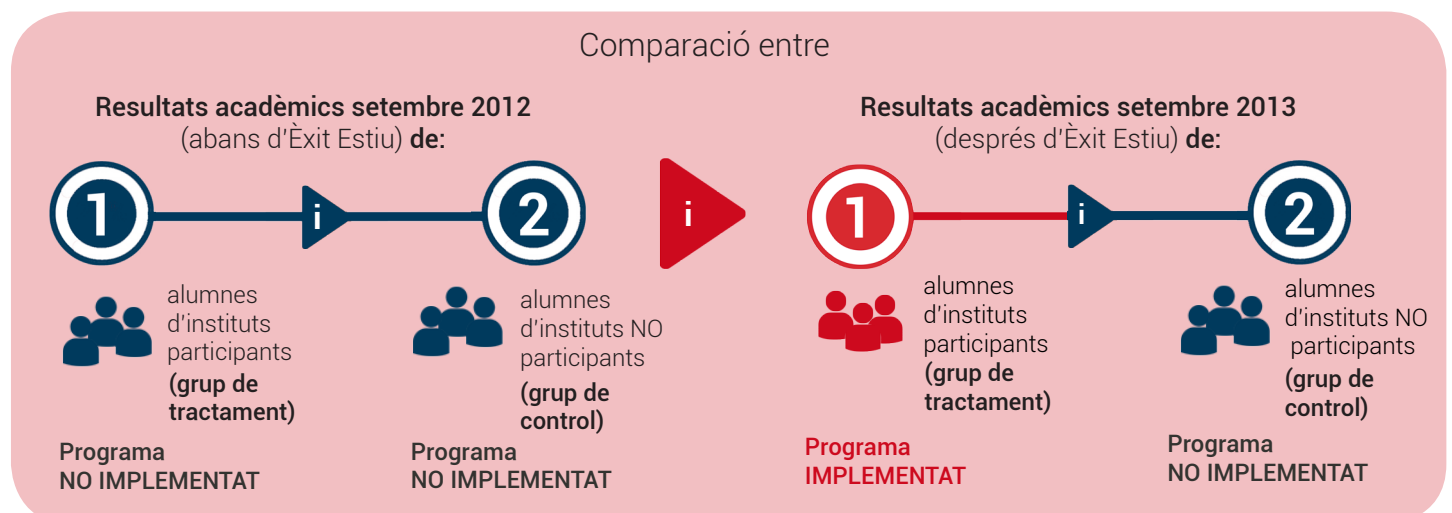 Comparació entre
Resultats acadèmics setembre 2012
(abans d'Èxit Estiu) de:
1
i
2
alumnes
d'instituts
participants
(grup de
tractament)
Programa
NO IMPLEMENTAT
alumnes
d'instituts NO
participants
(grup de
control)
Programa
NO IMPLEMENTAT
i
Resultats acadèmics setembre 2013
(després d'Èxit Estiu) de:
1
i
2
alumnes
d'instituts
participants
(grup de
tractament)
Programa
IMPLEMENTAT
alumnes
d'instituts NO
participants
(grup de
control)
Programa
NO IMPLEMENTAT